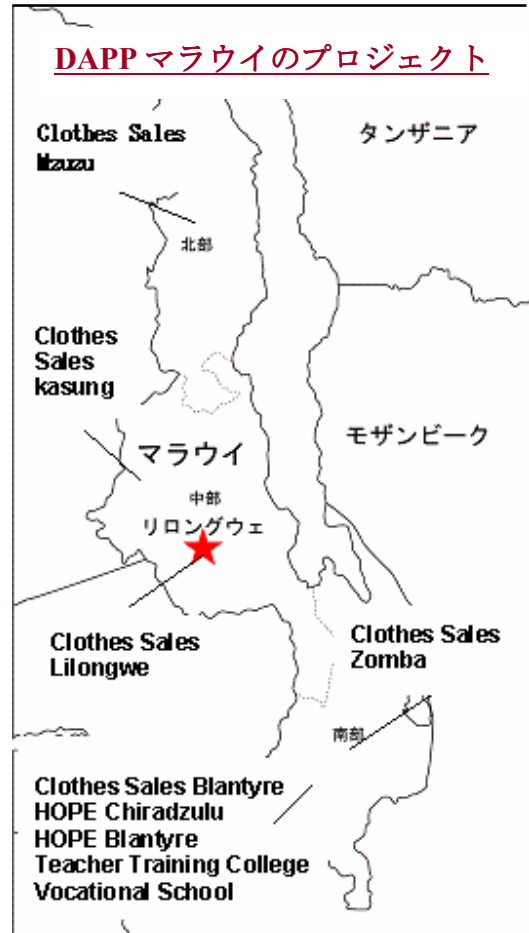 DAPP マラウイのプロジェクト
Clothes Sales
Mzuzu
タンザニア
北部
Clothes
Sales
kasung
マラウイ
モザンビーク
中部
リロングウェ
Clothes Sales
Lilongwe
Clothes Sales
Zomba
南部
Clothes Sales Blantyre
HOPE Chiradzulu
HOPE Blantyre
Teacher Training College
Vocational School